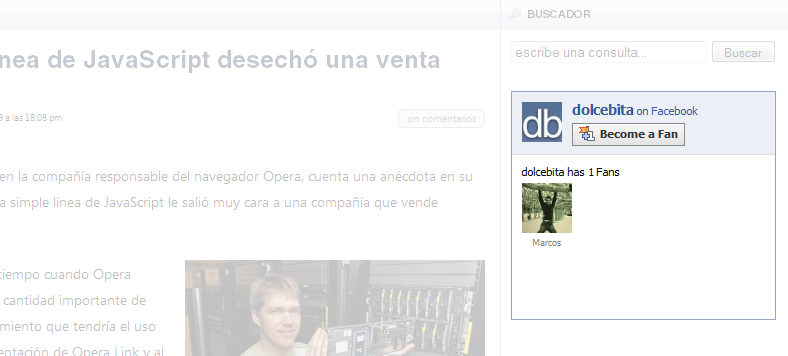 BUSCADOR
nea de JavaScript desechó una venta
escribe una consulta...
Buscar
9 a las 18:08 pm
sin comentarios
db
dolcebita on Facebook
Become a Fan
dolcebita has 1 Fans
Marcos
en la compañía responsable del navegador Opera, cuenta una anécdota en su
a simple línea de JavaScript le salió muy cara a una compañía que vende
tiempo cuando Opera
cantidad importante de
miento que tendría el uso
entación de Opera Link y al